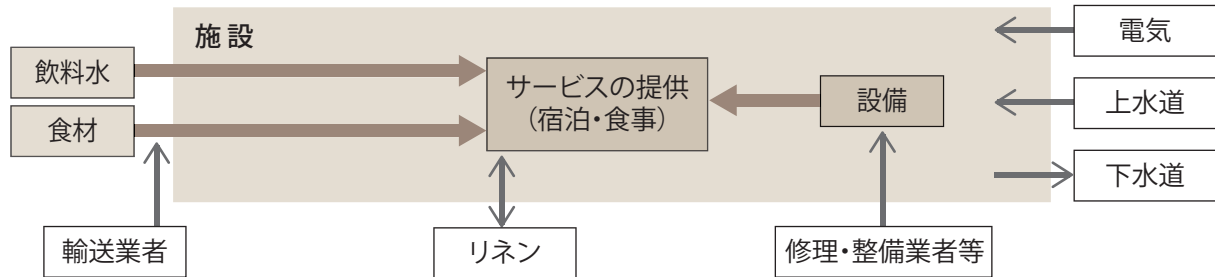 施設
飲料水
食材
サービスの提供
（宿泊・食事）
設備
電気
上水道
下水道
輸送業者
リネン
修理・整備業者等